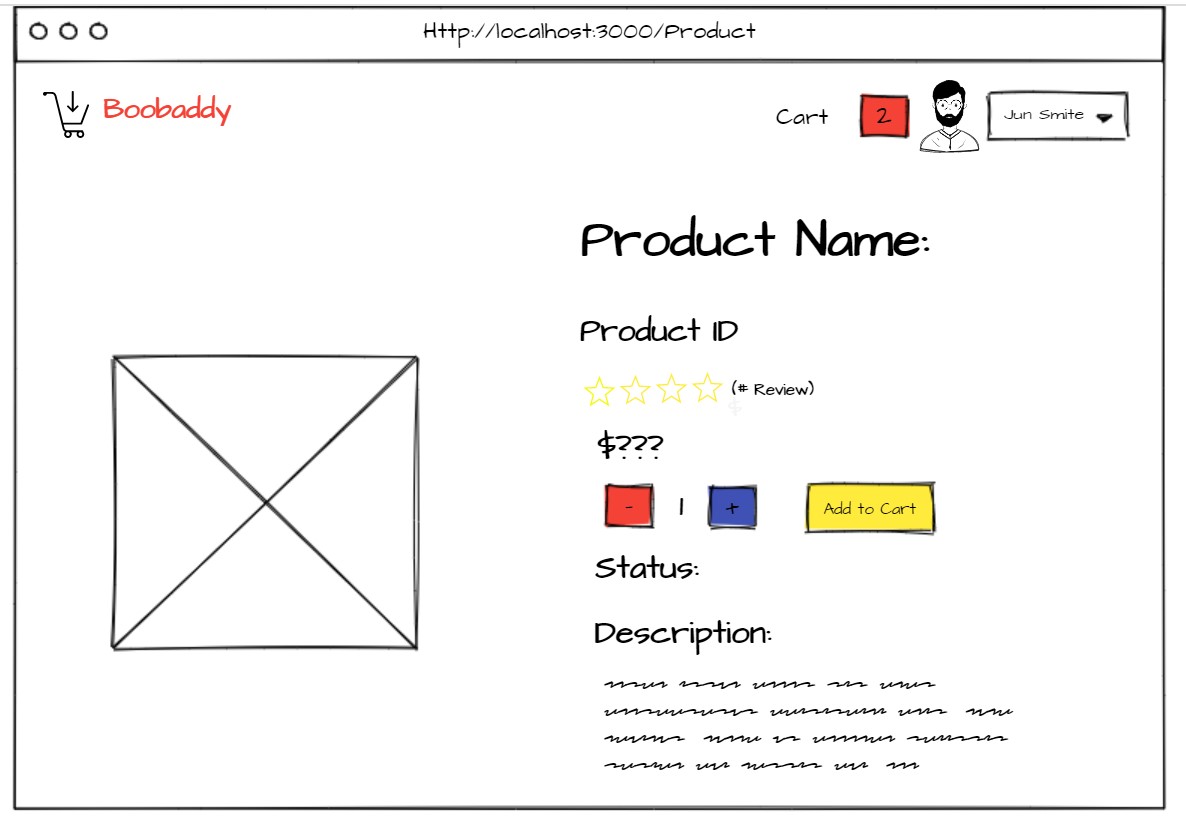 Http://localhost:3000/Product
Boobaddy
Cart 2 Jun Smite
Product Name:
Product ID
(# Review)
$
$???
- 1 +
Add to Cart
Status:
Description: